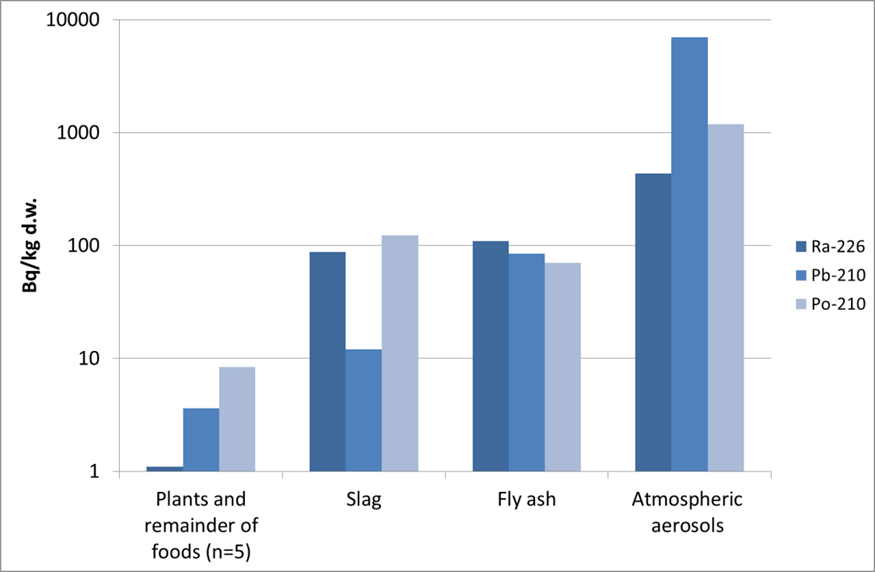 10000
1000
100
10
1
Bq/kg d.w.
Plants and
remainder of
foods (n=5)
Slag
Fly ash
Atmospheric
aerosols
Ra-226
Pb-210
Po-210